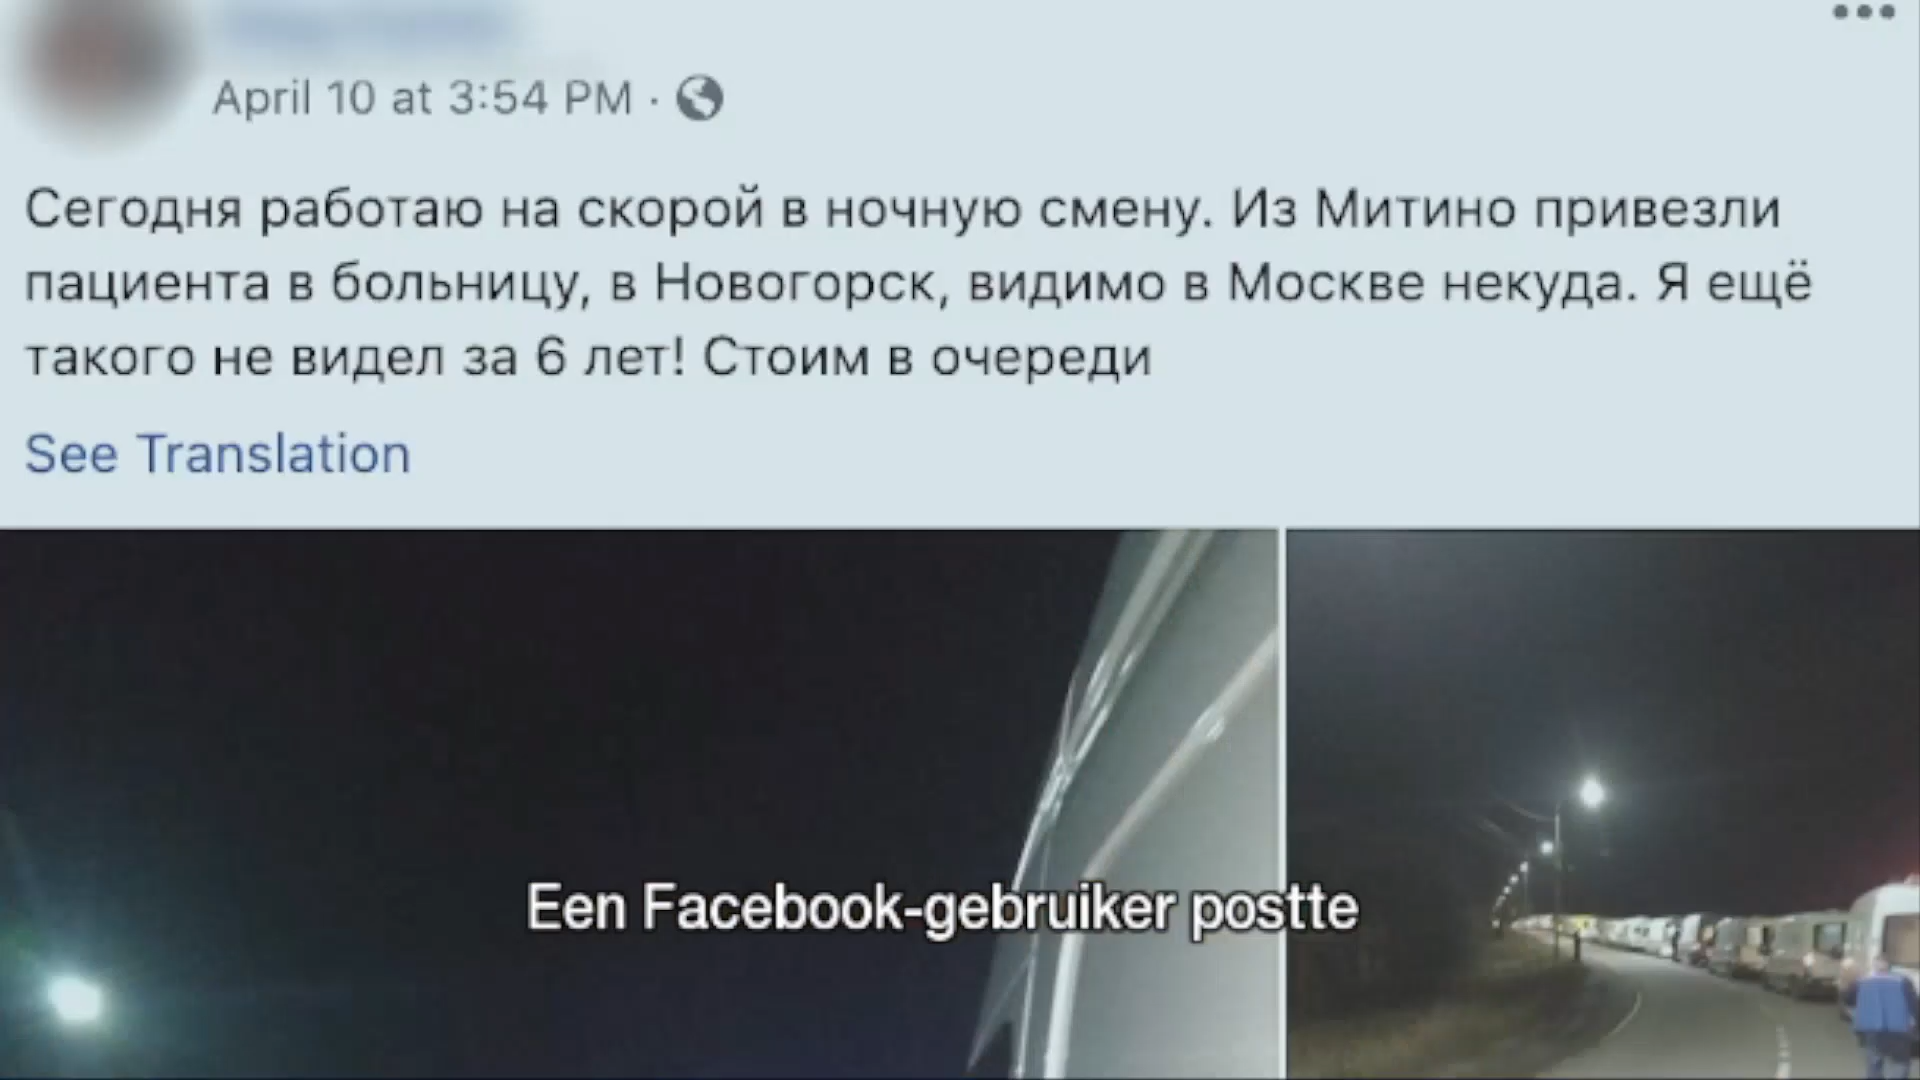 April 10 at 3:54 PM ·
Сегодня работаю на скорой в ночную смену. Из Митино привезли
пациента в больницу, в Новогорск, видимо в Москве некуда. Я ещё
такого не видел за 6 лет! Стоим в очереди
See Translation
Een Facebook-gebruiker postte